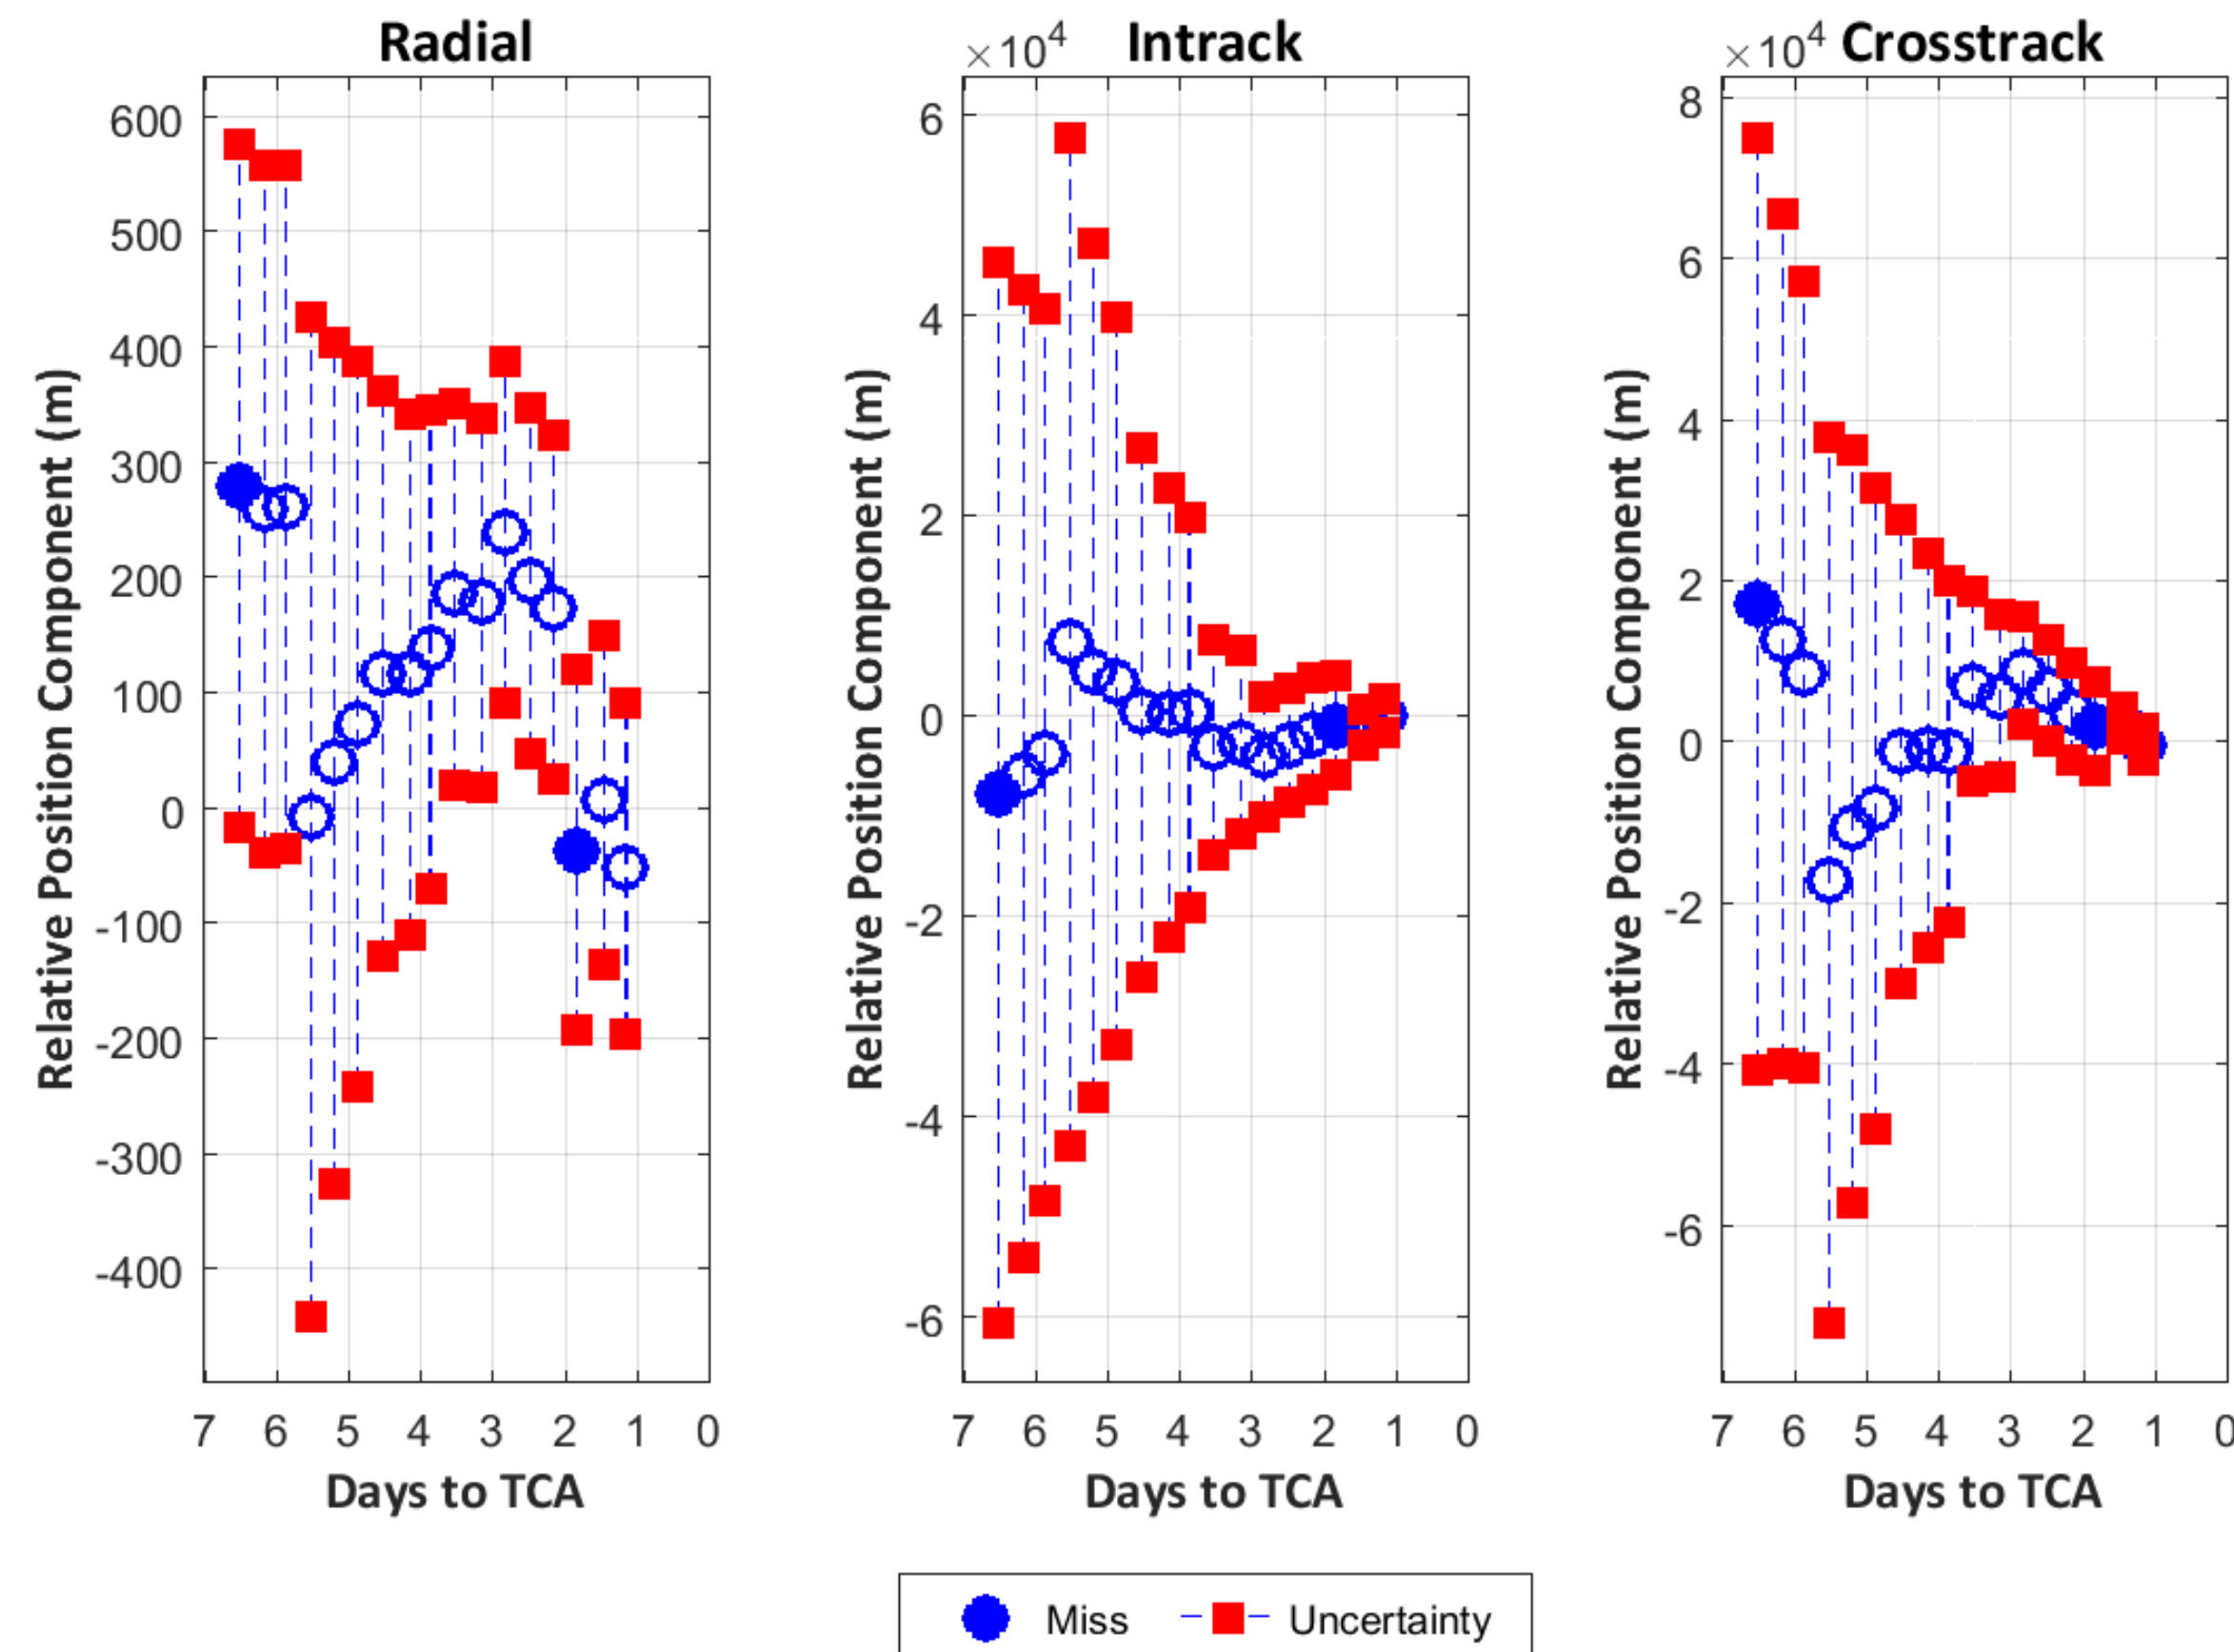 Radial
600
500
400
300
200
100
0
-100
-200
-300
-400
Relative Position Component (m)
7 6 5 4 3 2 1 0
Days to TCA
×10^4 Intrack
6
4
2
0
-2
-4
-6
Relative Position Component (m)
7 6 5 4 3 2 1 0
Days to TCA
×10^4 Crosstrack
8
6
4
2
0
-2
-4
-6
Relative Position Component (m)
7 6 5 4 3 2 1 0
Days to TCA
Miss Uncertainty